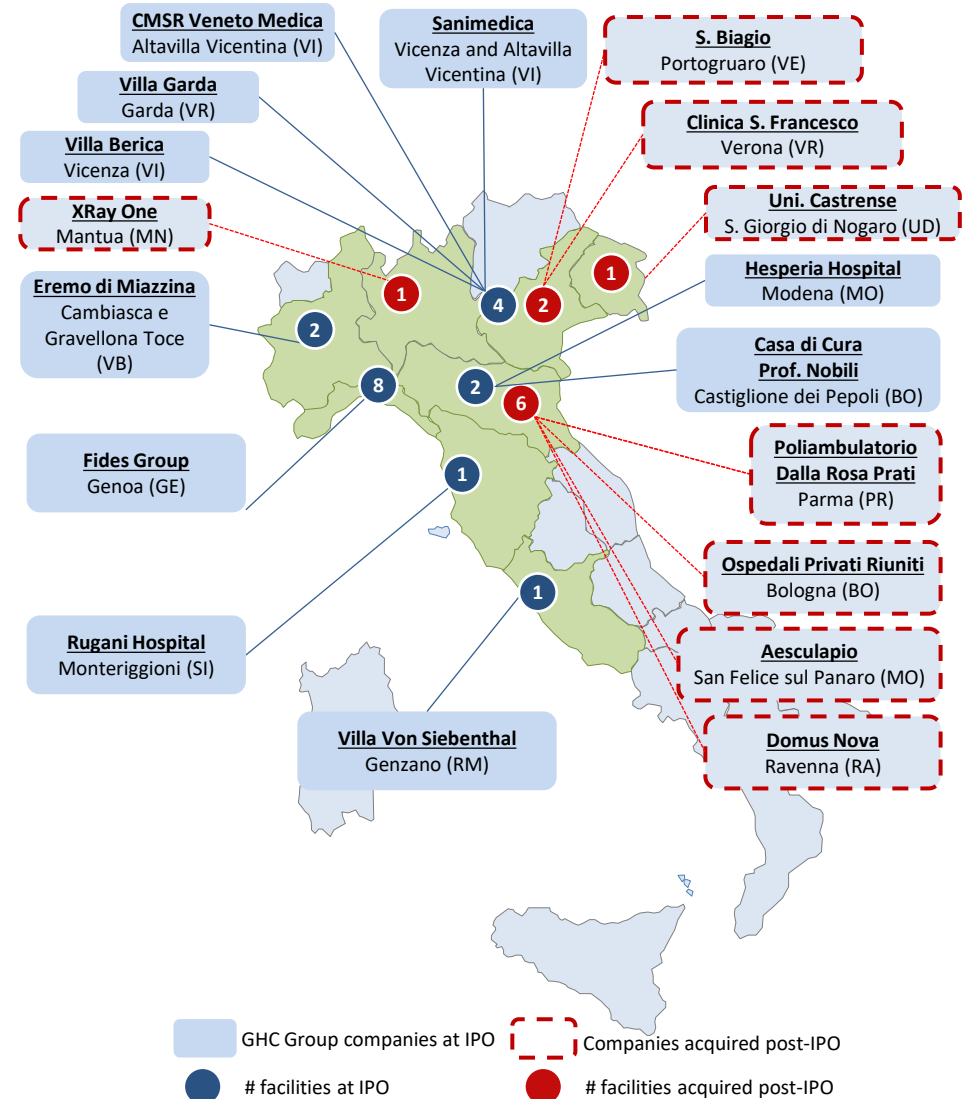 CMSR Veneto Medica
Altavilla Vicentina (VI)
Sanimedica
Vicenza and Altavilla
Vicentina (VI)
S. Biagio
Portogruaro (VE)
Villa Garda
Garda (VR)
Clinica S. Francesco
Verona (VR)
Villa Berica
Vicenza (VI)
XRay One
Mantua (MN)
Uni. Castrense
S. Giorgio di Nogaro (UD)
Hesperia Hospital
Modena (MO)
Eremo di Miazzina
Cambiasca e
Gravellona Toce
(VB)
1
1
4
2
2
Casa di Cura
Prof. Nobili
Castiglione dei Pepoli (BO)
8
2
6
Fides Group
Genoa (GE)
1
Poliambulatorio
Dalla Rosa Prati
Parma (PR)
Ospedali Privati Riuniti
Bologna (BO)
1
Rugani Hospital
Monteriggioni (SI)
Aesculapio
San Felice sul Panaro (MO)
Villa Von Siebenthal
Genzano (RM)
Domus Nova
Ravenna (RA)
GHC Group companies at IPO
Companies acquired post-IPO
# facilities at IPO
# facilities acquired post-IPO